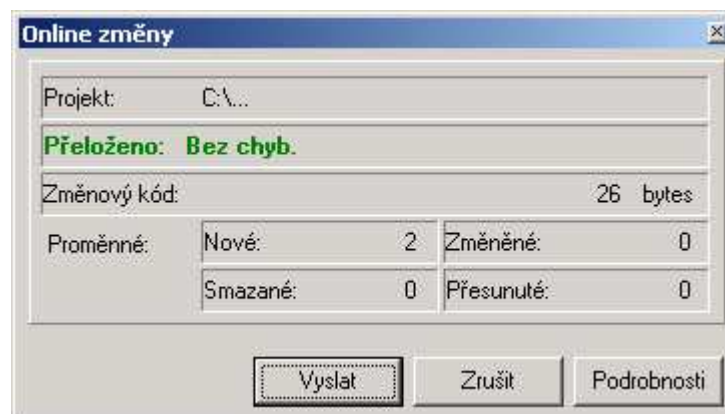 Online změny
Projekt: C:\...
Přeloženo: Bez chyb.
Změnový kód: 26 bytes
Proměnné: Nové: 2 Změněné: 0
Smazané: 0 Přesunuté: 0
Vyslat Zrušit Podrobnosti